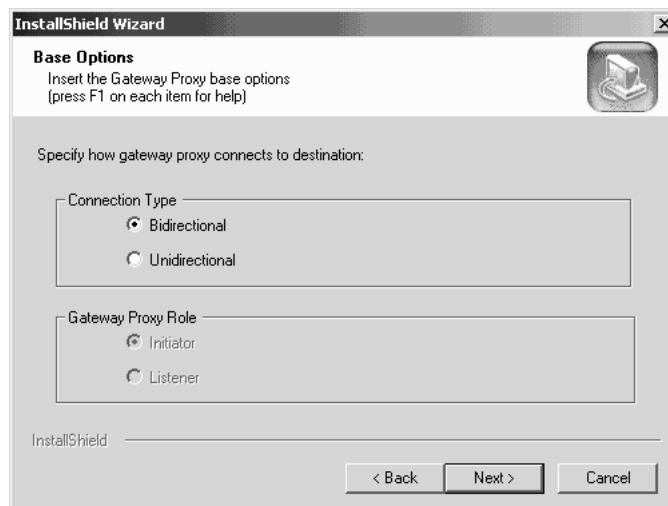 InstallShield Wizard
Base Options
Insert the Gateway Proxy base options
(press F1 on each item for help)
Specify how gateway proxy connects to destination:
Connection Type
Bidirectional
Unidirectional
Gateway Proxy Role
Initiator
Listener
InstallShield
< Back
Next >
Cancel